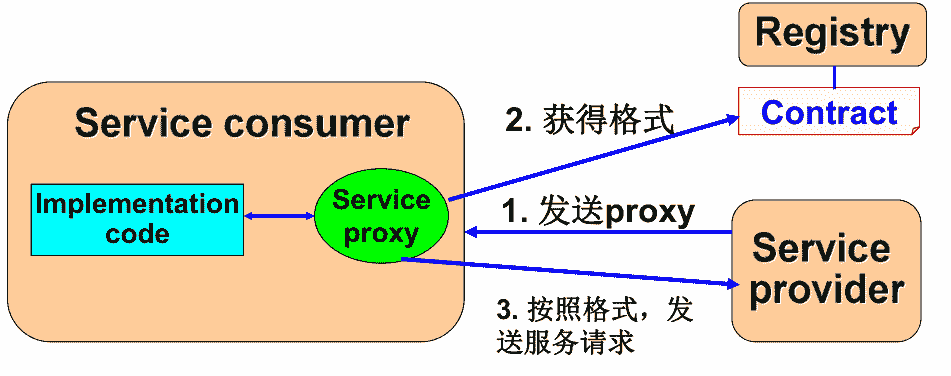 Registry
Contract
Service consumer
2. 获得格式
Implementation
code
Service
proxy
1. 发送proxy
Service
provider
3. 按照格式，发
送服务请求